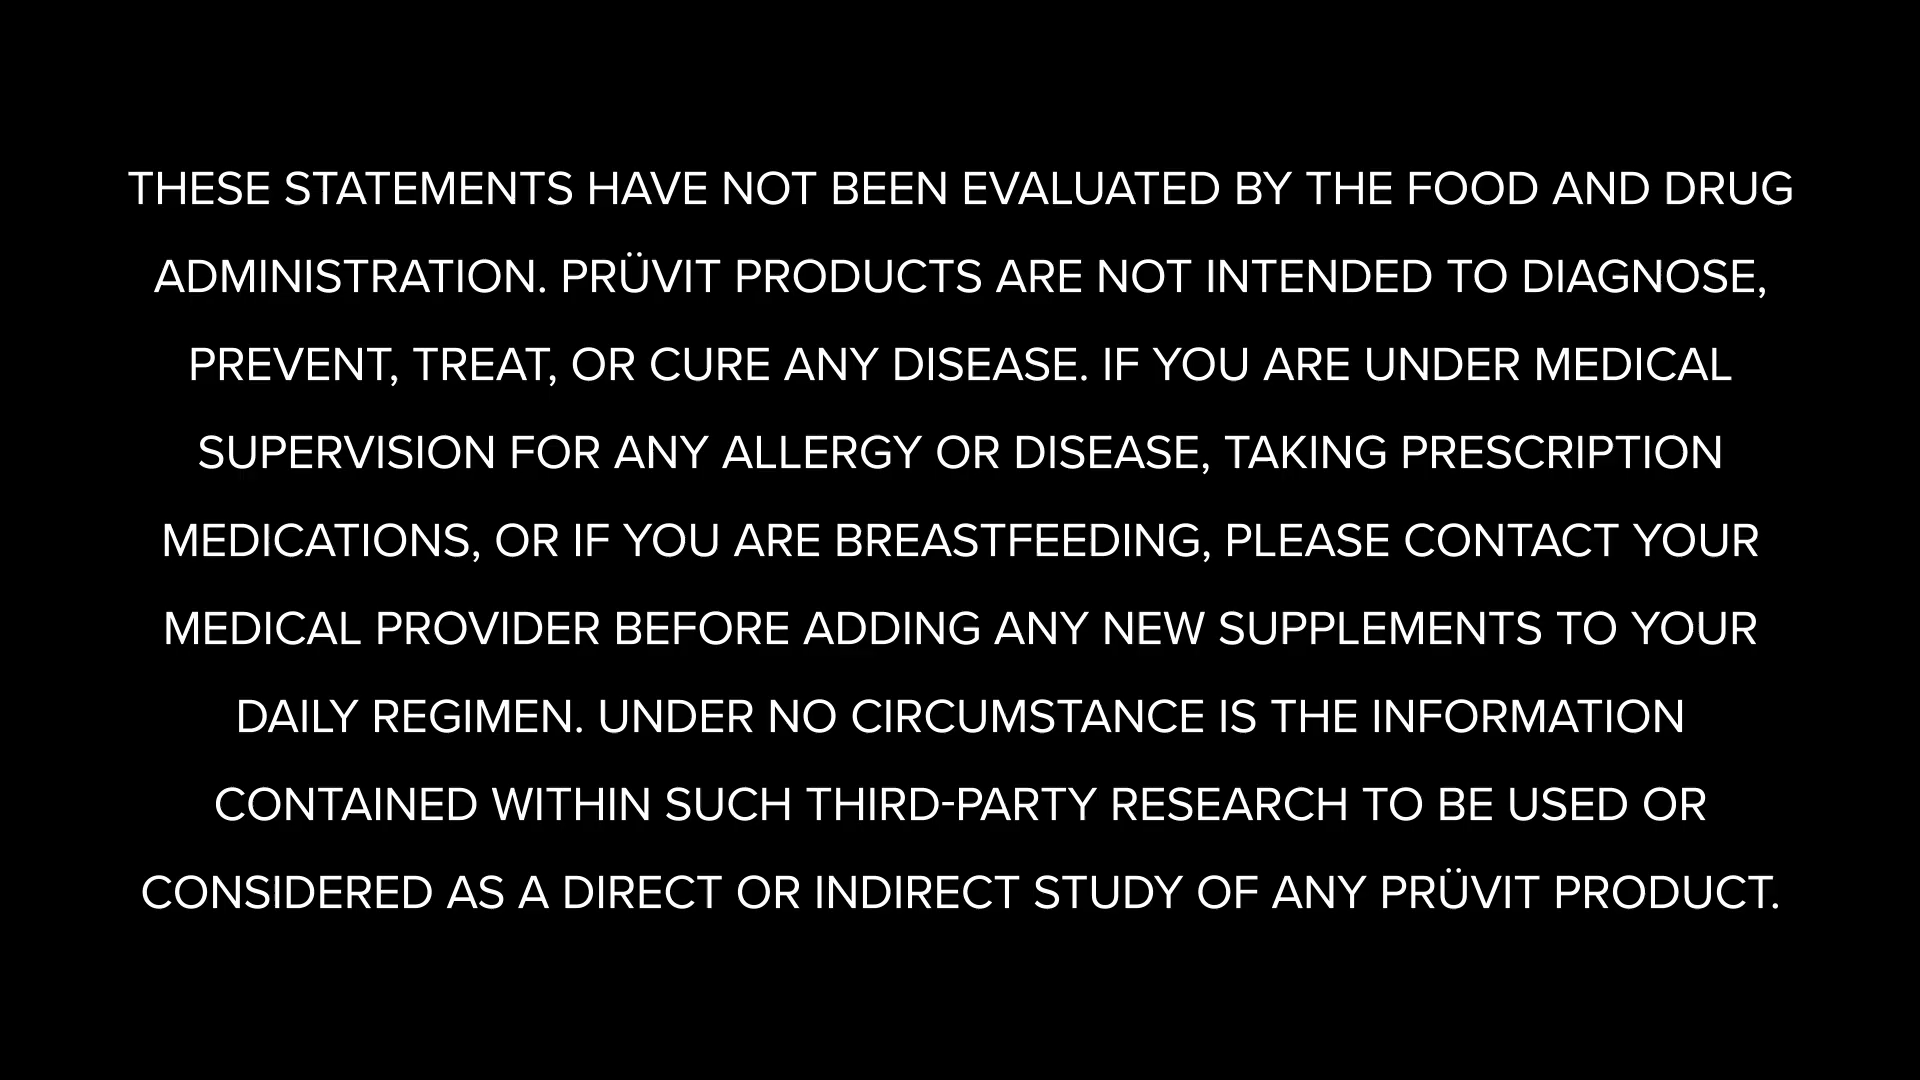 THESE STATEMENTS HAVE NOT BEEN EVALUATED BY THE FOOD AND DRUG
ADMINISTRATION. PRÜVIT PRODUCTS ARE NOT INTENDED TO DIAGNOSE,
PREVENT, TREAT, OR CURE ANY DISEASE. IF YOU ARE UNDER MEDICAL
SUPERVISION FOR ANY ALLERGY OR DISEASE, TAKING PRESCRIPTION
MEDICATIONS, OR IF YOU ARE BREASTFEEDING, PLEASE CONTACT YOUR
MEDICAL PROVIDER BEFORE ADDING ANY NEW SUPPLEMENTS TO YOUR
DAILY REGIMEN. UNDER NO CIRCUMSTANCE IS THE INFORMATION
CONTAINED WITHIN SUCH THIRD-PARTY RESEARCH TO BE USED OR
CONSIDERED AS A DIRECT OR INDIRECT STUDY OF ANY PRÜVIT PRODUCT.